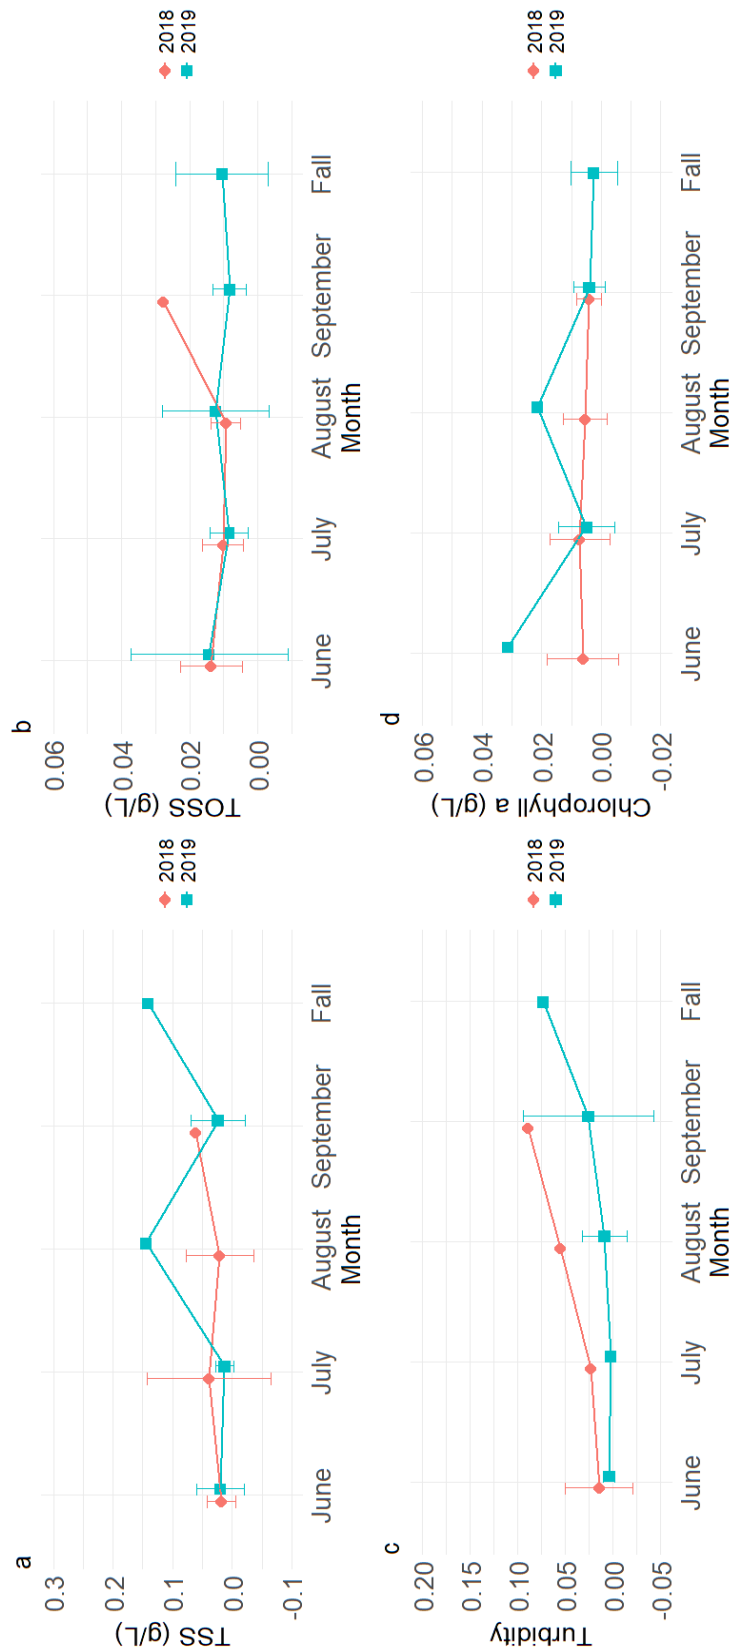 a
TSS (g/L)
0.3
0.2
0.1
0.0
-0.1
June July August September Fall
Month
2018
2019
b
TOSS (g/L)
0.06
0.04
0.02
0.00
June July August September Fall
Month
2018
2019
c
Turbidity
0.20
0.15
0.10
0.05
0.00
-0.05
June July August September Fall
Month
2018
2019
d
Chlorophyll a (g/L)
0.06
0.04
0.02
0.00
-0.02
June July August September Fall
Month
2018
2019